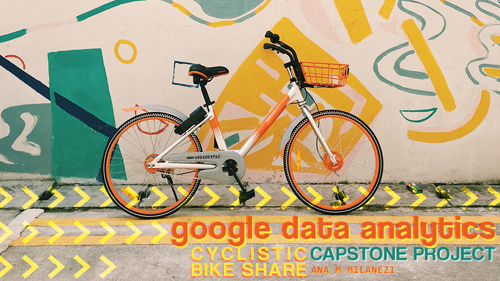 google data analytics
CYCLISTIC CAPSTONE PROJECT
BIKE SHARE ANA M MILANEZI